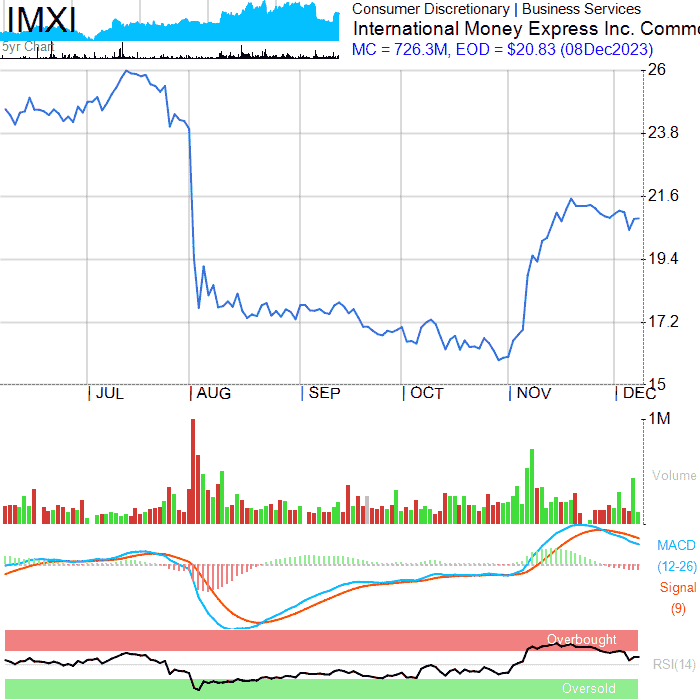 IMXI
5yr Chart
Consumer Discretionary | Business Services
International Money Express Inc. Comm
MC = 726.3M, EOD = $20.83 (08Dec2023)
26
23.8
21.6
19.4
17.2
15
JUL
AUG
SEP
OCT
NOV
DEC
1M
Volume
MACD
(12-26)
Signal
(9)
Overbought
RSI(14)
Oversold